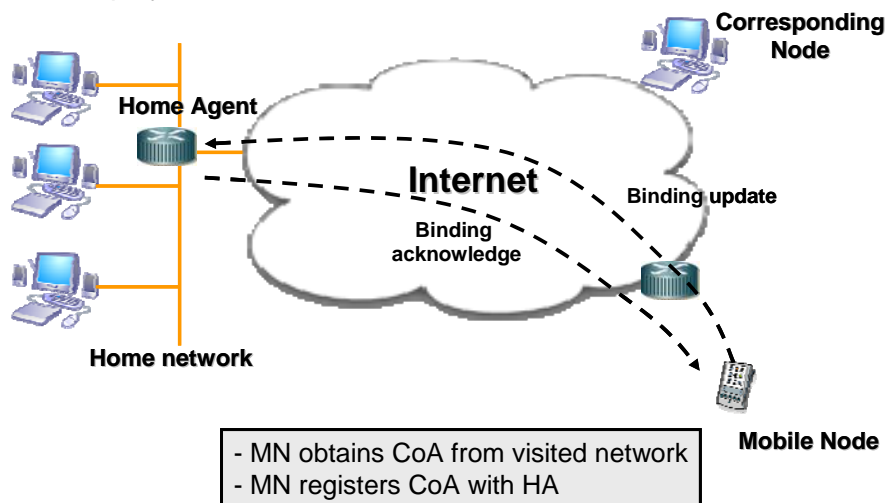 Corresponding
Node
Home Agent
Internet
Binding update
Binding
acknowledge
Home network
Mobile Node
- MN obtains CoA from visited network
- MN registers CoA with HA